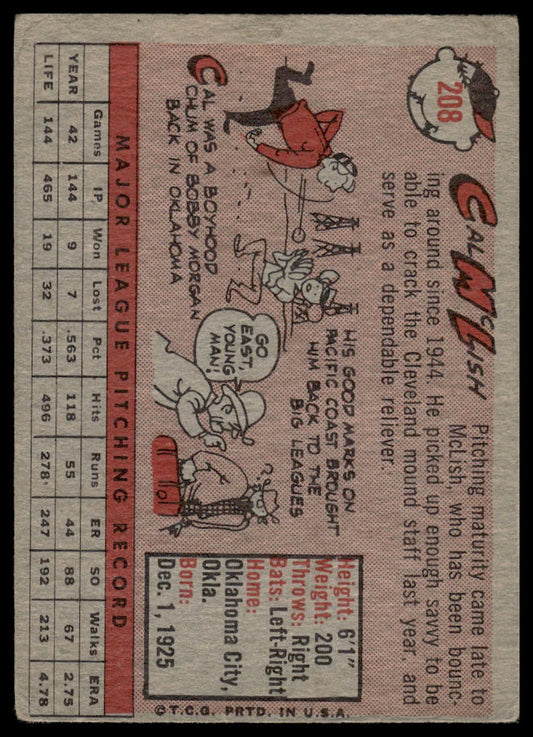 208
CAL McLISH
Pitching maturity came late to
McLish, who has been bounc-
ing around since 1944. He picked up enough savvy to be
able to crack the Cleveland mound staff last year, and
serve as a dependable reliever.
CAL WAS A BOYHOOD
CHUM OF BOBBY MORGAN
BACK IN OKLAHOMA
HIS GOOD MARKS ON
PACIFIC COAST BROUGHT
HIM BACK TO THE
BIG LEAGUES
GO
EAST,
YOUNG
MAN!
Height: 6'1"
Weight: 200
Throws: Right
Bats: Left-Right
Home:
Oklahoma City,
Okla.
Born:
Dec. 1, 1925
©T.C.G. PRTD. IN U.S.A.
MAJOR LEAGUE PITCHING RECORD
Games IP Won Lost Pct Hits Runs ER SO Walks ERA
YEAR 42 144 9 7 .563 118 55 44 88 67 2.75
LIFE 144 465 19 32 .373 496 278 247 192 213 4.78